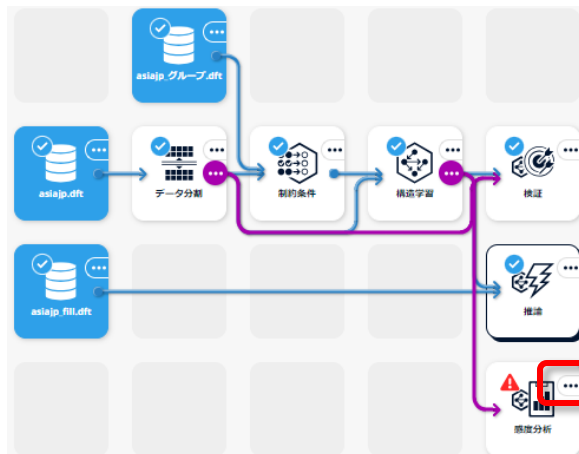 asiajp_グループ.dft
asiajp.dft
データ分割
制約条件
構造学習
検証
asiajp_fill.dft
推論
感度分析